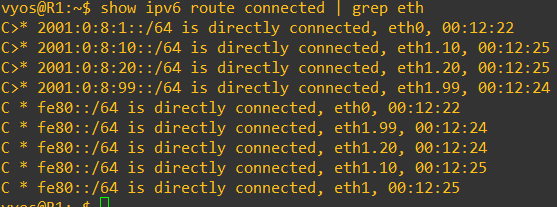 vyos@R1:~$ show ipv6 route connected | grep eth
C>* 2001:0:8:1::/64 is directly connected, eth0, 00:12:22
C>* 2001:0:8:10::/64 is directly connected, eth1.10, 00:12:25
C>* 2001:0:8:20::/64 is directly connected, eth1.20, 00:12:25
C>* 2001:0:8:99::/64 is directly connected, eth1.99, 00:12:24
C * fe80::/64 is directly connected, eth0, 00:12:22
C * fe80::/64 is directly connected, eth1.99, 00:12:24
C * fe80::/64 is directly connected, eth1.20, 00:12:24
C * fe80::/64 is directly connected, eth1.10, 00:12:25
C * fe80::/64 is directly connected, eth1, 00:12:25
vyos@R1:~$